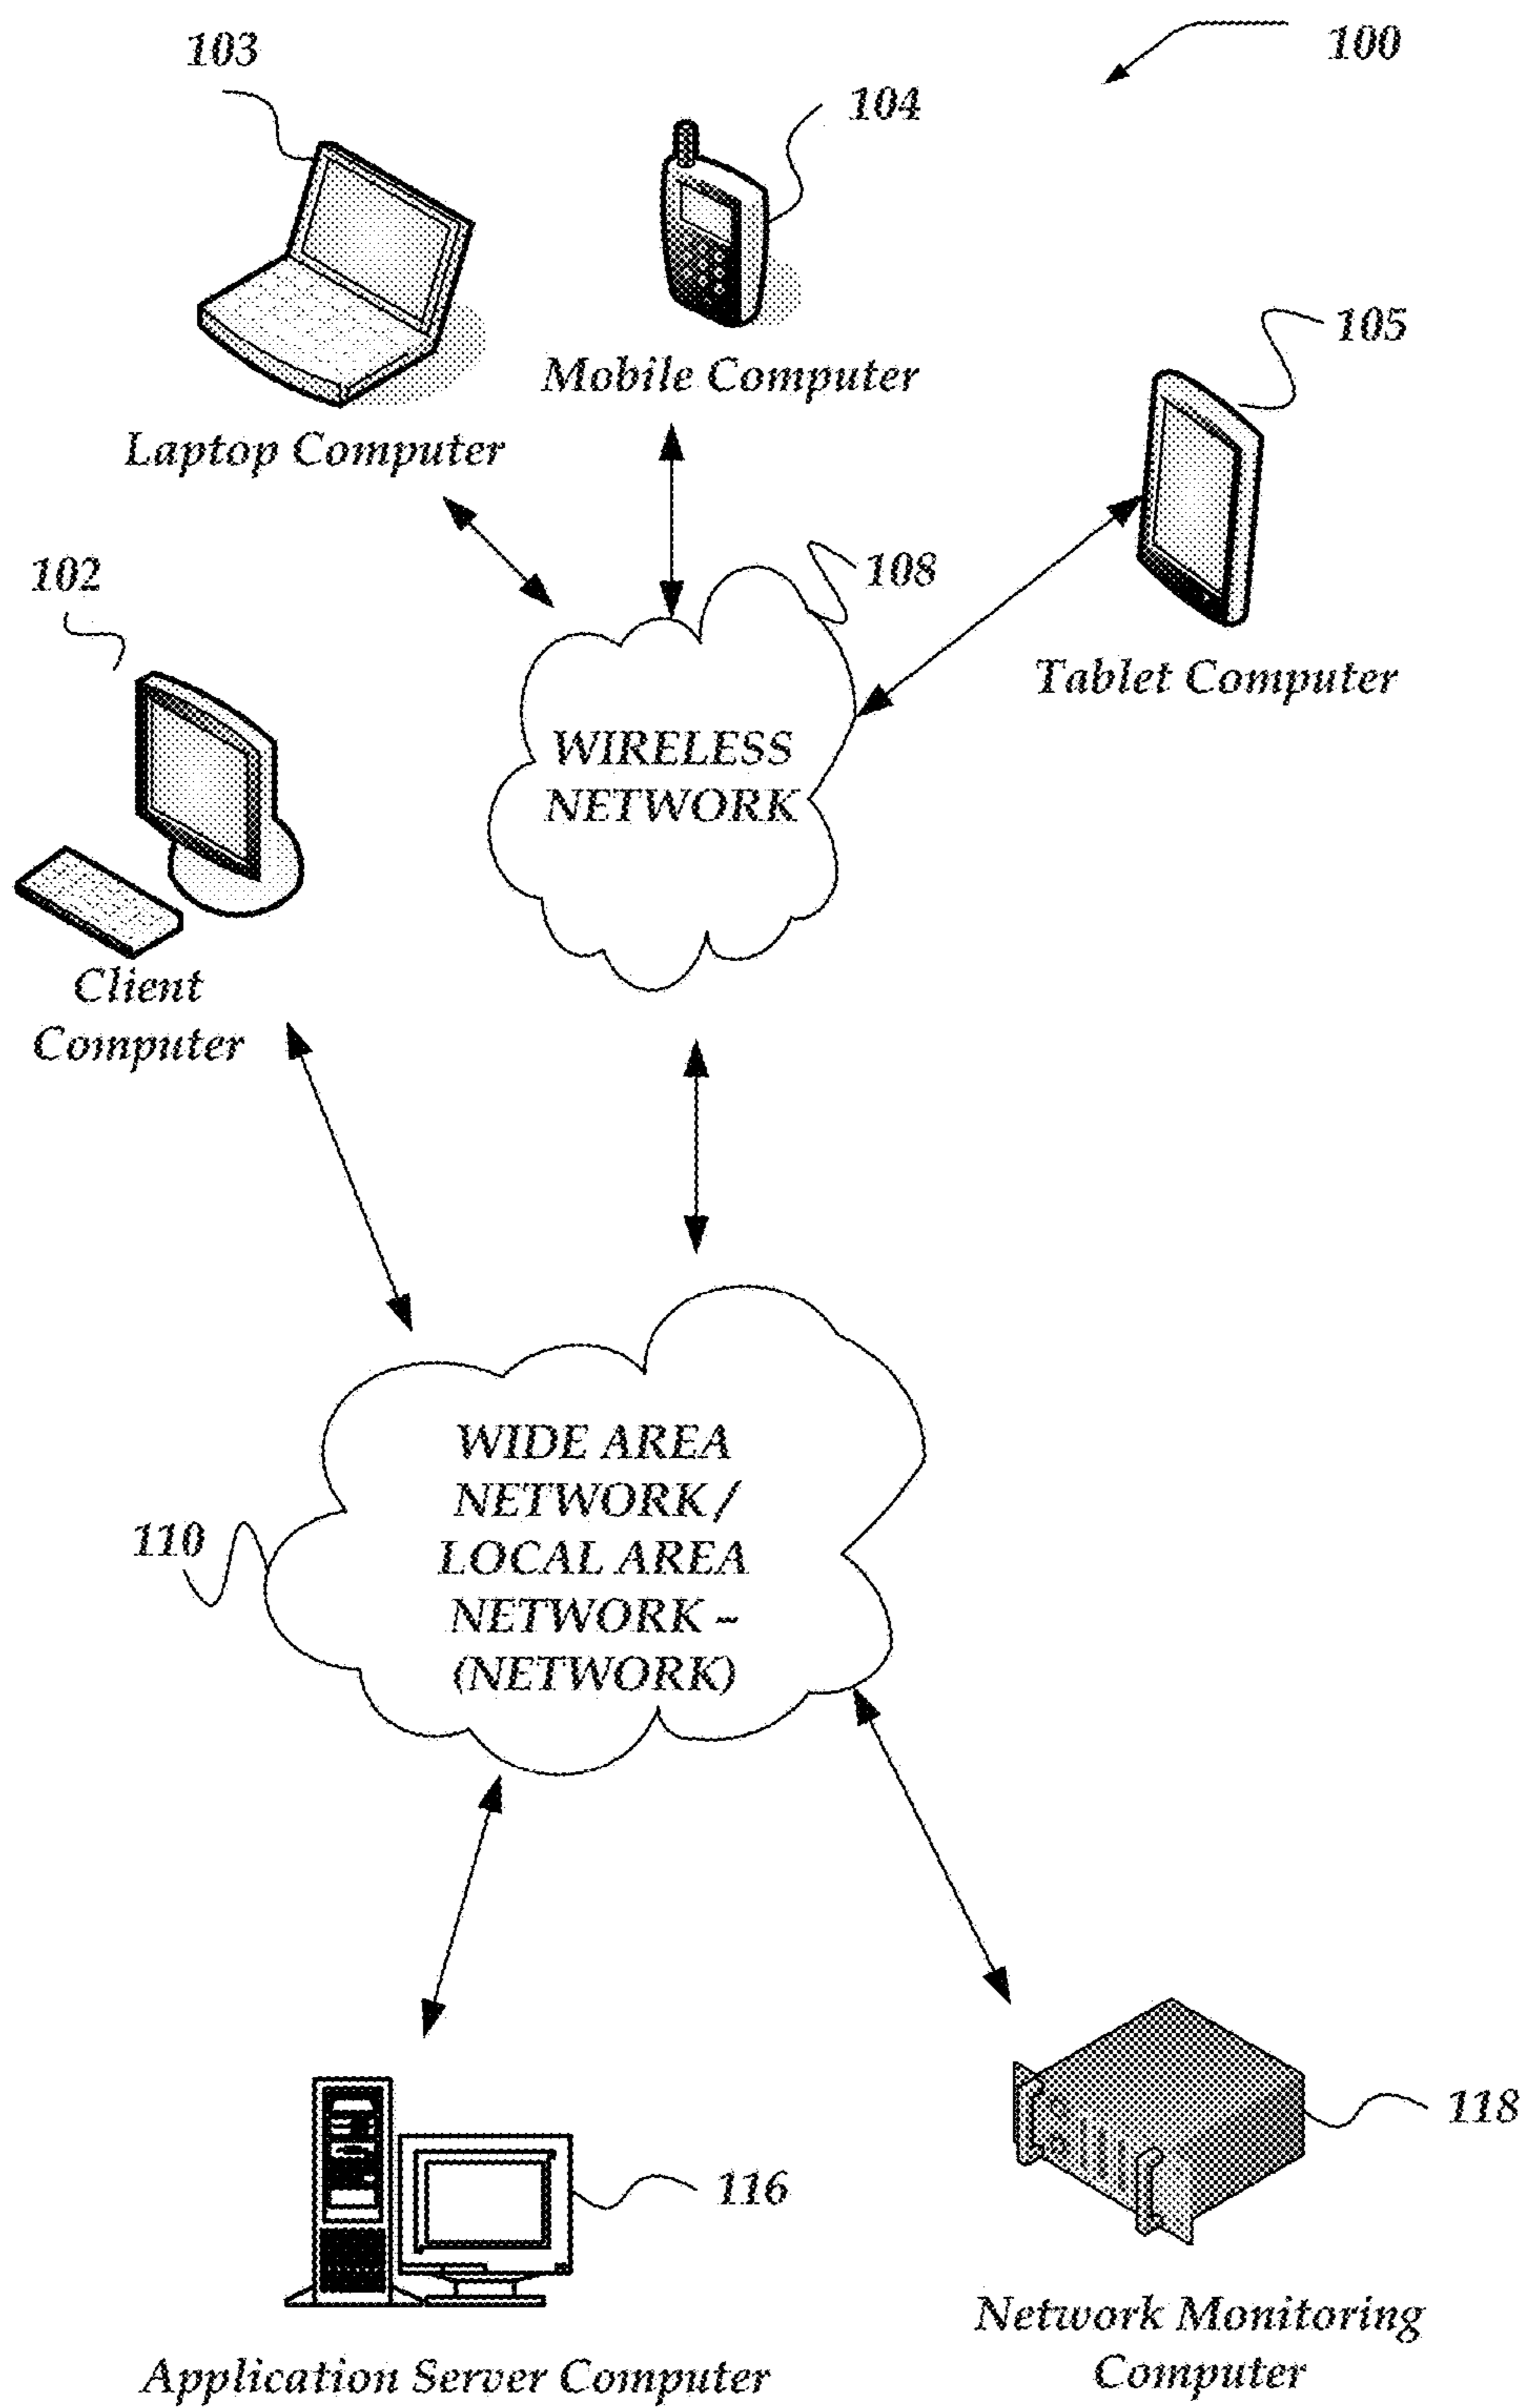 103
100
104
Mobile Computer
105
Laptop Computer
102
108
Tablet Computer
WIRELESS
NETWORK
Client
Computer
WIDE AREA
NETWORK /
LOCAL AREA
NETWORK –
(NETWORK)
110
116
118
Network Monitoring
Computer
Application Server Computer